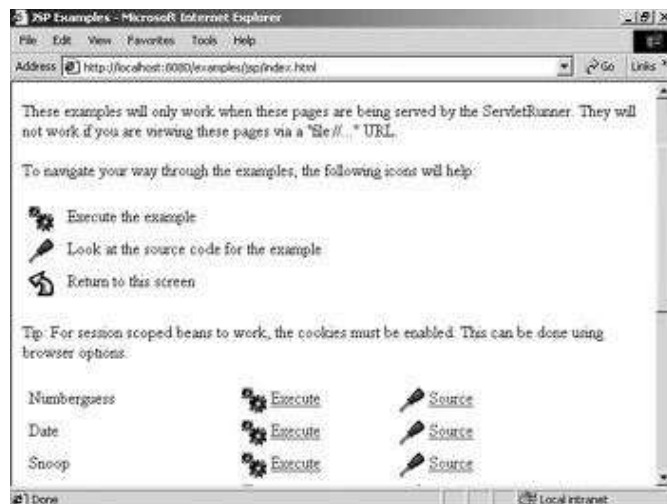 JSP Examples - Microsoft Internet Explorer
File Edit View Favorites Tools Help
Address http://localhost:8080/examples/jsp/index.html Go Links
These examples will only work when these pages are being served by the ServletRunner. They will
not work if you are viewing these pages via a "file://..." URL.
To navigate your way through the examples, the following icons will help:
Execute the example
Look at the source code for the example
Return to this screen
Tip: For session scoped beans to work, the cookies must be enabled. This can be done using
browser options.
Numberguess Execute Source
Date Execute Source
Snoop Execute Source
Done Local intranet